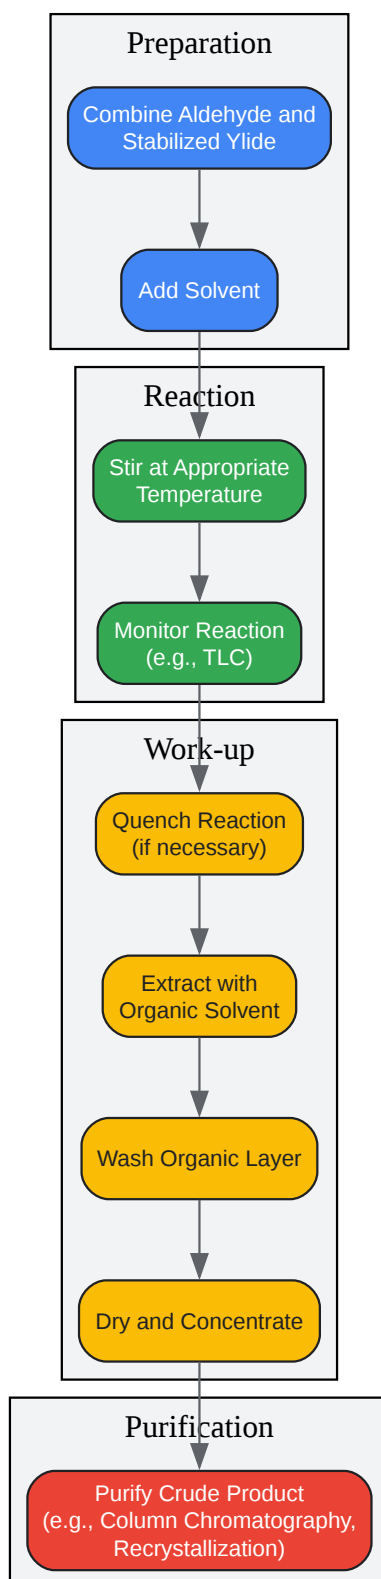 Preparation
Combine Aldehyde and
Stabilized Ylide
Add Solvent
Reaction
Stir at Appropriate
Temperature
Monitor Reaction
(e.g., TLC)
Work-up
Quench Reaction
(if necessary)
Extract with
Organic Solvent
Wash Organic Layer
Dry and Concentrate
Purification
Purify Crude Product
(e.g., Column Chromatography,
Recrystallization)